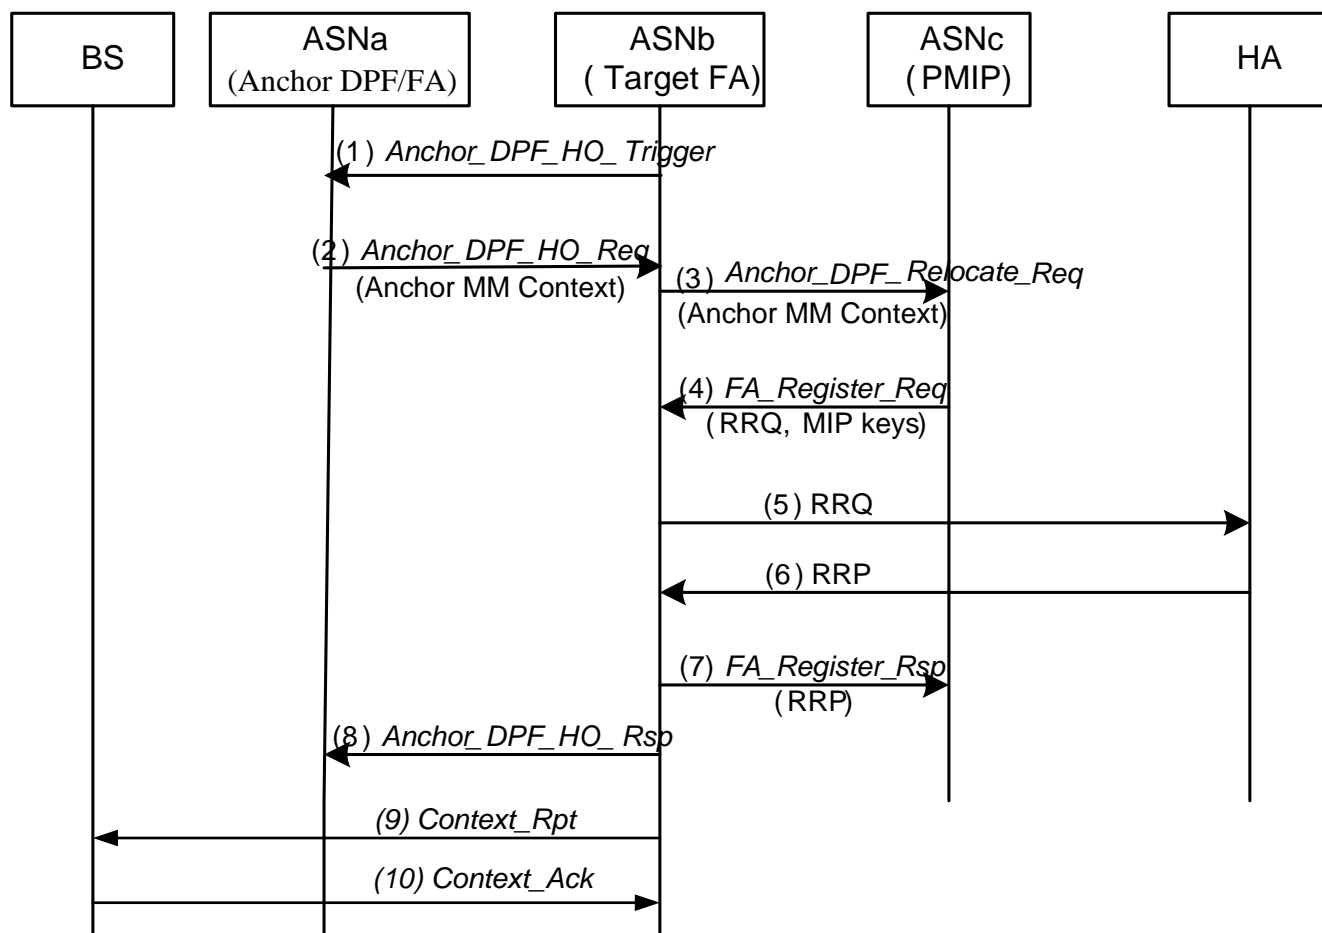 BS
ASNa
(Anchor DPF/FA)
ASNb
( Target FA)
ASNc
( PMIP)
HA
(1) Anchor_DPF_HO_Trigger
(2) Anchor_DPF_HO_Req
(Anchor MM Context)
(3) Anchor_DPF_Relocate_Req
(Anchor MM Context)
(4) FA_Register_Req
(RRQ, MIP keys)
(5) RRQ
(6) RRP
(7) FA_Register_Rsp
(RRP)
(8) Anchor_DPF_HO_Rsp
(9) Context_Rpt
(10) Context_Ack